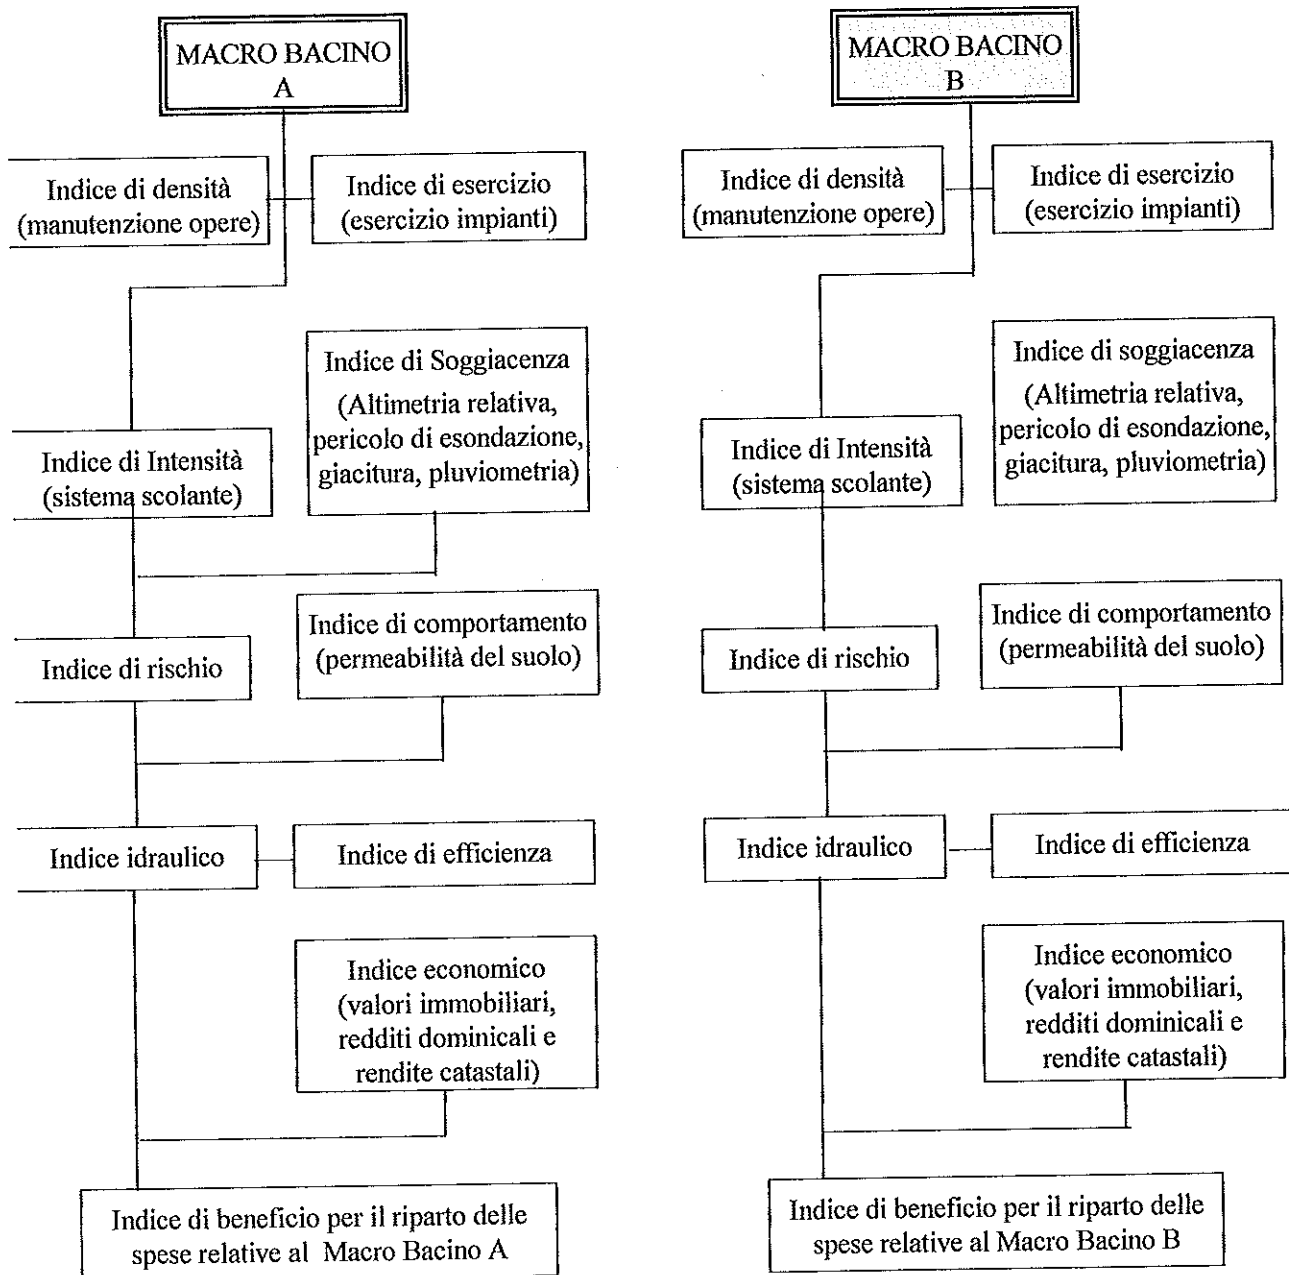 MACRO BACINO
A
Indice di densità
(manutenzione opere)
Indice di esercizio
(esercizio impianti)
Indice di Soggiacenza
(Altimetria relativa,
pericolo di esondazione,
giacitura, pluviometria)
Indice di Intensità
(sistema scolante)
Indice di comportamento
(permeabilità del suolo)
Indice di rischio
Indice idraulico
Indice di efficienza
Indice economico
(valori immobiliari,
redditi dominicali e
rendite catastali)
Indice di beneficio per il riparto delle
spese relative al Macro Bacino A
MACRO BACINO
B
Indice di densità
(manutenzione opere)
Indice di esercizio
(esercizio impianti)
Indice di soggiacenza
(Altimetria relativa,
pericolo di esondazione,
giacitura, pluviometria)
Indice di Intensità
(sistema scolante)
Indice di comportamento
(permeabilità del suolo)
Indice di rischio
Indice idraulico
Indice di efficienza
Indice economico
(valori immobiliari,
redditi dominicali e
rendite catastali)
Indice di beneficio per il riparto delle
spese relative al Macro Bacino B